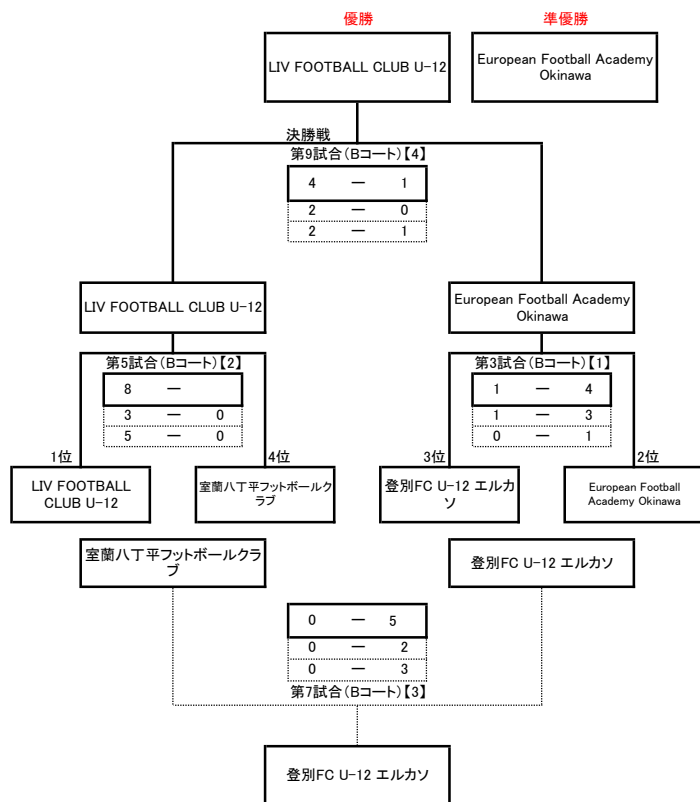 優勝
準優勝
LIV FOOTBALL CLUB U-12
European Football Academy
Okinawa
決勝戦
第9試合(Bコート)【4】
4 ー 1
2 ー 0
2 ー 1
LIV FOOTBALL CLUB U-12
European Football Academy
Okinawa
第5試合(Bコート)【2】
8 ー
3 ー 0
5 ー 0
第3試合(Bコート)【1】
1 ー 4
1 ー 3
0 ー 1
1位
4位
3位
2位
LIV FOOTBALL
CLUB U-12
室蘭八丁平フットボールク
ラブ
登別FC U-12 エルカ
ソ
European Football
Academy Okinawa
室蘭八丁平フットボールクラ
ブ
登別FC U-12 エルカソ
0 ー 5
0 ー 2
0 ー 3
第7試合(Bコート)【3】
登別FC U-12 エルカソ